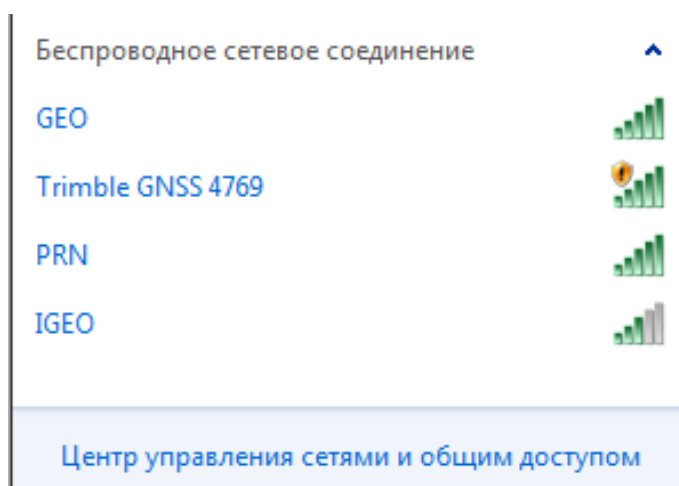 Беспроводное сетевое соединение
GEO
Trimble GNSS 4769
PRN
IGEO
Центр управления сетями и общим доступом